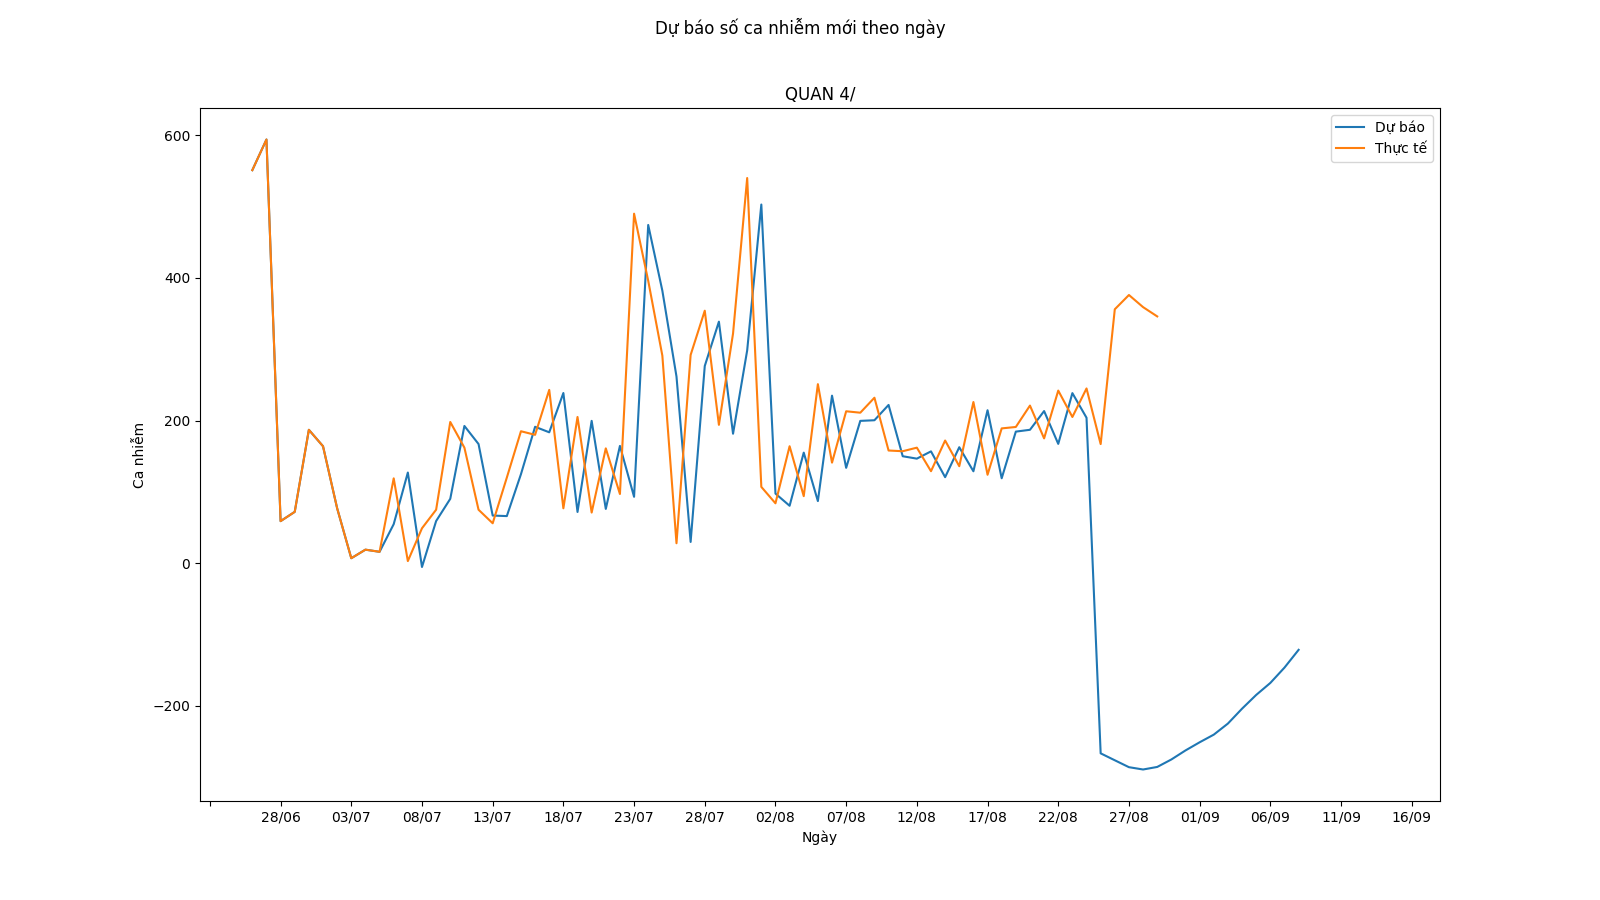 Dự báo số ca nhiễm mới theo ngày
QUAN 4/
Dự báo
Thực tế
600
400
200
0
−200
Ca nhiễm
28/06 03/07 08/07 13/07 18/07 23/07 28/07 02/08 07/08 12/08 17/08 22/08 27/08 01/09 06/09 11/09 16/09
Ngày